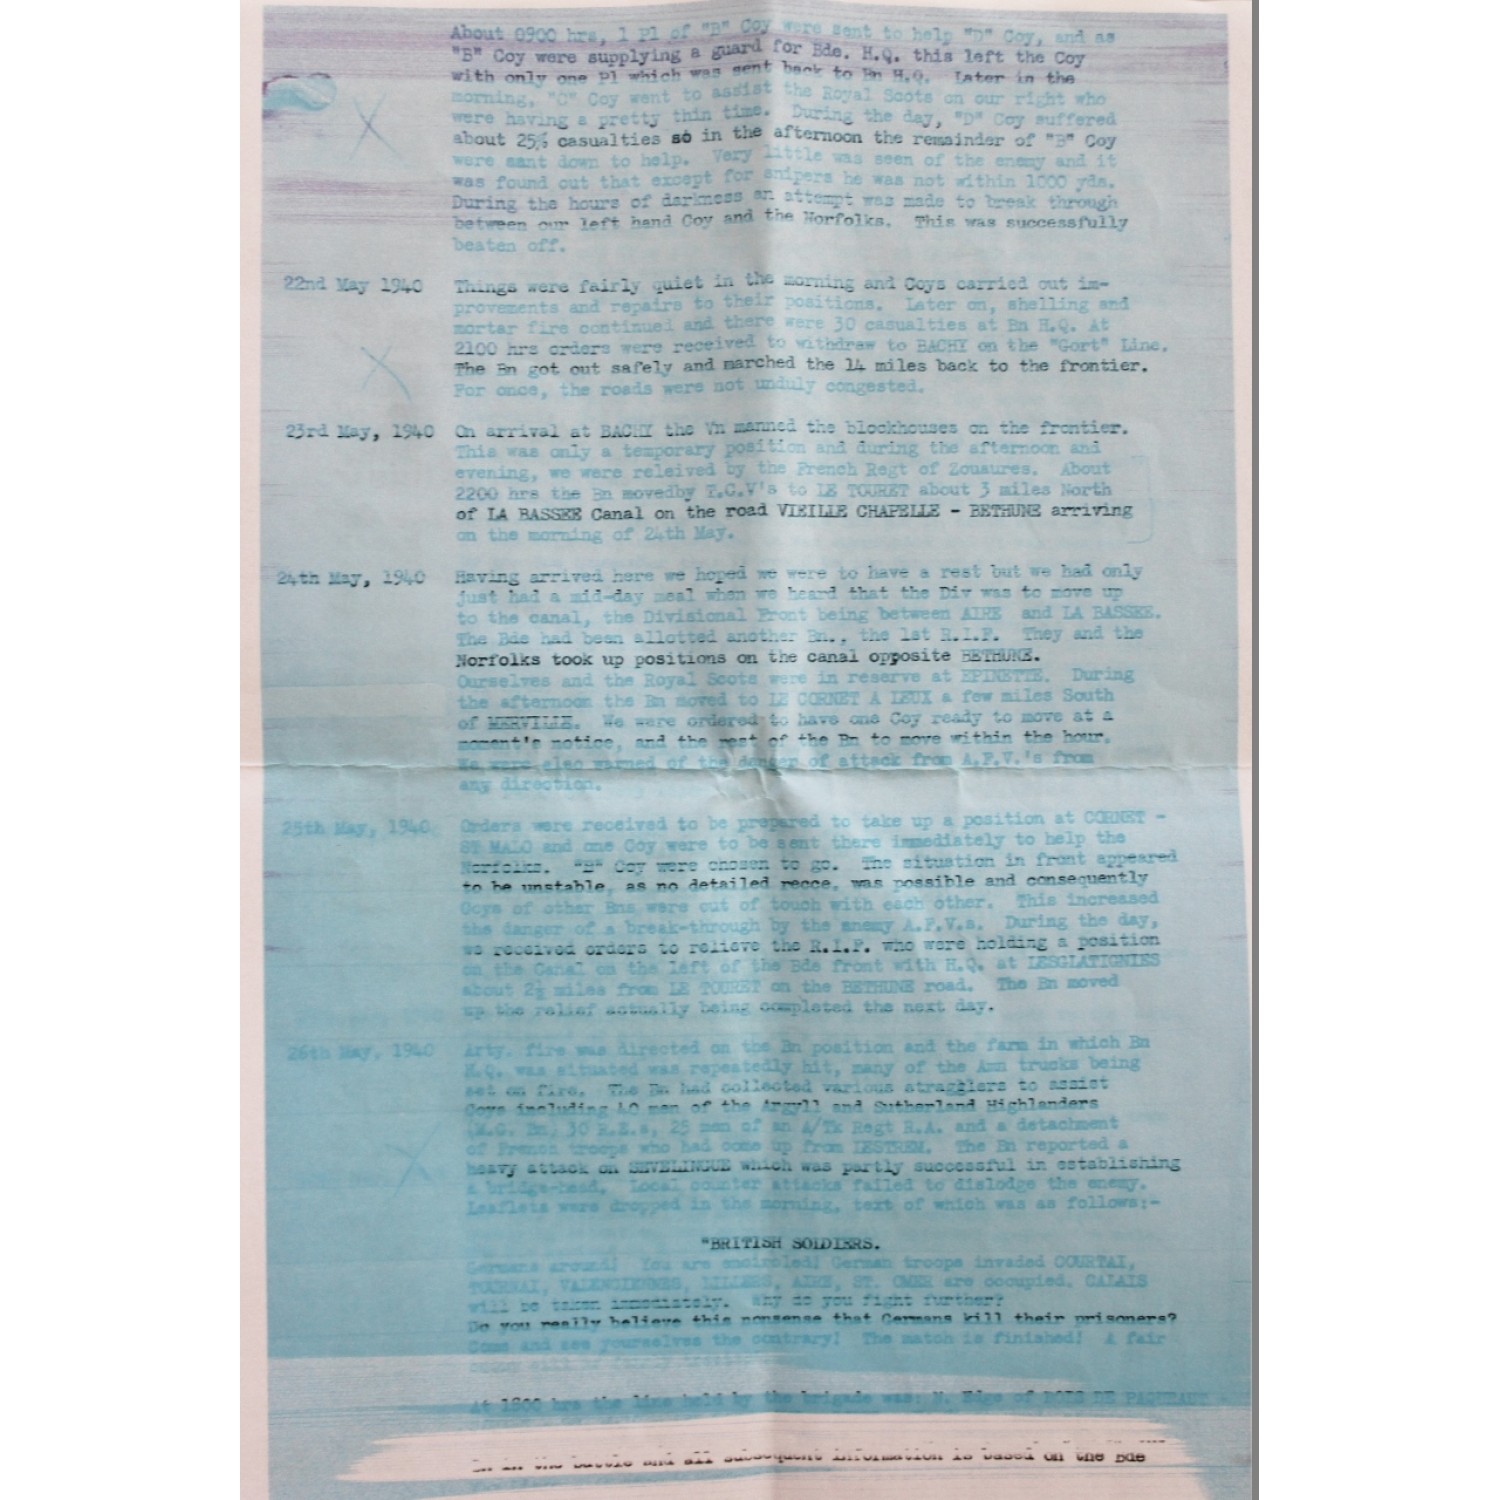 About 0900 hrs, 1 Pl of "B" Coy were sent to help "D" Coy, and as
"B" Coy were supplying a guard for Bde. H.Q. this left the Coy
with only one Pl which was sent back to Bn H.Q. Later in the
morning, "C" Coy went to assist the Royal Scots on our right who
were having a pretty thin time. During the day, "D" Coy suffered
about 25% casualties so in the afternoon the remainder of "B" Coy
were sent down to help. Very little was seen of the enemy and it
was found out that except for snipers he was not within 1000 yds.
During the hours of darkness an attempt was made to break through
between our left hand Coy and the Norfolks. This was successfully
beaten off.
22nd May 1940 Things were fairly quiet in the morning and Coys carried out im-
provements and repairs to their positions. Later on, shelling and
mortar fire continued and there were 30 casualties at Bn H.Q. At
2100 hrs orders were received to withdraw to BACHY on the "Gort" Line.
The Bn got out safely and marched the 14 miles back to the frontier.
For once, the roads were not unduly congested.
23rd May, 1940 On arrival at BACHY the Vn manned the blockhouses on the frontier.
This was only a temporary position and during the afternoon and
evening, we were releived by the French Regt of Zouaures. About
2200 hrs the Bn movedby T.C.V's to LE TOURET about 3 miles North
of LA BASSEE Canal on the road VIEILLE CHAPELLE - BETHUNE arriving
on the morning of 24th May.
24th May, 1940 Having arrived here we hoped we were to have a rest but we had only
just had a mid-day meal when we heard that the Div was to move up
to the canal, the Divisional Front being between AIRE and LA BASSEE.
The Bde had been allotted another Bn., the 1st R.I.F. They and the
Norfolks took up positions on the canal opposite BETHUNE.
Ourselves and the Royal Scots were in reserve at EPINETTE. During
the afternoon the Bn moved to LE CORNET A LEUX a few miles South
of MERVILLE. We were ordered to have one Coy ready to move at a
moment's notice, and the rest of the Bn to move within the hour.
We were also warned of the danger of attack from A.F.V.'s from
any direction.
25th May, 1940 Orders were received to be prepared to take up a position at CORNET -
ST MALO and one Coy were to be sent there immediately to help the
Norfolks. "B" Coy were chosen to go. The situation in front appeared
to be unstable, as no detailed recce, was possible and consequently
Coys of other Bns were out of touch with each other. This increased
the danger of a break-through by the enemy A.F.V.s. During the day,
we received orders to relieve the R.I.F. who were holding a position
on the Canal on the left of the Bde front with H.Q. at LESGLATIGNIES
about 2½ miles from LE TOURET on the BETHUNE road. The Bn moved
up the relief actually being completed the next day.
26th May, 1940 Arty. fire was directed on the Bn position and the farm in which Bn
H.Q. was situated was repeatedly hit, many of the Amn trucks being
set on fire. The Bn had collected various stragglers to assist
Coys including 40 men of the Argyll and Sutherland Highlanders
(M.G. Bn) 30 R.E.s, 25 men of an A/Tk Regt R.A. and a detachment
of French troops who had come up from LESTREM. The Bn reported a
heavy attack on SEVELINGUE which was partly successful in establishing
a bridge-head. Local counter attacks failed to dislodge the enemy.
Leaflets were dropped in the morning, text of which was as follows:-
"BRITISH SOLDIERS.
Germans around! You are encircled! German troops invaded COURTAI,
TOURNAI, VALENCIENNES, LILLERS, AIRE, ST. OMER are occupied. CALAIS
will be taken immediately. Why do you fight further?
Do you really believe this nonsense that Germans kill their prisoners?
Come and see yourselves the contrary! The match is finished! A fair
At 1800 hrs the line held by the brigade was: N. Edge of BOIS DE PAQUEAUT
in the battle and all subsequent information is based on the Bde